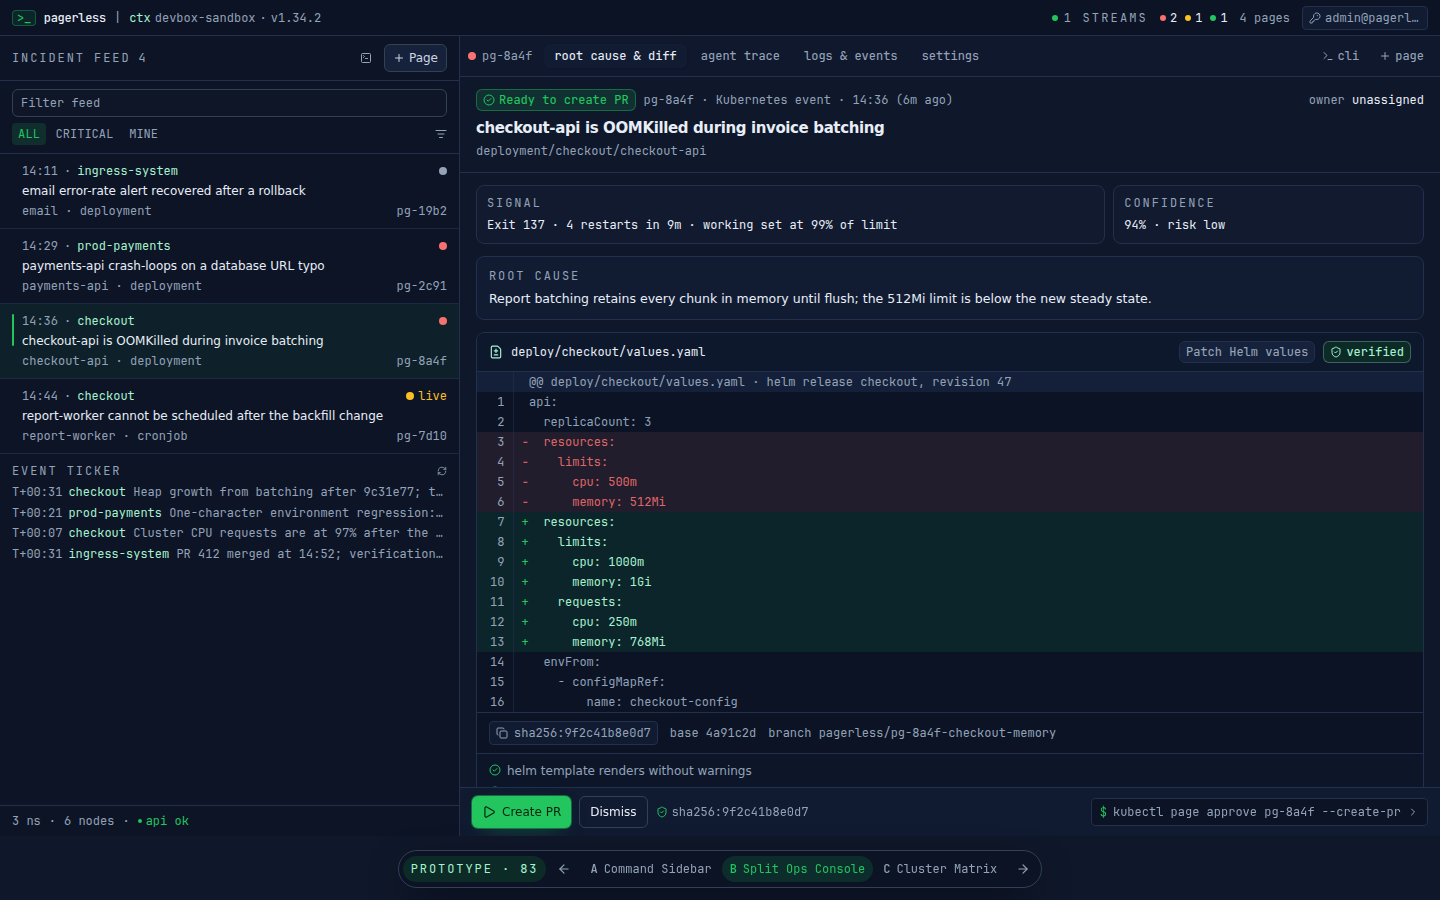 >_ pagerless | ctx devbox-sandbox · v1.34.2
1 STREAMS 2 1 1 4 pages admin@pagerl…
INCIDENT FEED 4
+ Page
Filter feed
ALL CRITICAL MINE
14:11 · ingress-system
email error-rate alert recovered after a rollback
email · deployment pg-19b2
14:29 · prod-payments
payments-api crash-loops on a database URL typo
payments-api · deployment pg-2c91
14:36 · checkout
checkout-api is OOMKilled during invoice batching
checkout-api · deployment pg-8a4f
14:44 · checkout live
report-worker cannot be scheduled after the backfill change
report-worker · cronjob pg-7d10
EVENT TICKER
T+00:31 checkout Heap growth from batching after 9c31e77; t…
T+00:21 prod-payments One-character environment regression:…
T+00:07 checkout Cluster CPU requests are at 97% after the …
T+00:31 ingress-system PR 412 merged at 14:52; verification…
3 ns · 6 nodes · api ok
pg-8a4f root cause & diff agent trace logs & events settings
>_ cli + page
Ready to create PR pg-8a4f · Kubernetes event · 14:36 (6m ago)
owner unassigned
checkout-api is OOMKilled during invoice batching
deployment/checkout/checkout-api
SIGNAL
Exit 137 · 4 restarts in 9m · working set at 99% of limit
CONFIDENCE
94% · risk low
ROOT CAUSE
Report batching retains every chunk in memory until flush; the 512Mi limit is below the new steady state.
deploy/checkout/values.yaml
Patch Helm values verified
@@ deploy/checkout/values.yaml · helm release checkout, revision 47
1 api:
2 replicaCount: 3
3 - resources:
4 - limits:
5 - cpu: 500m
6 - memory: 512Mi
7 + resources:
8 + limits:
9 + cpu: 1000m
10 + memory: 1Gi
11 + requests:
12 + cpu: 250m
13 + memory: 768Mi
14 envFrom:
15 - configMapRef:
16 name: checkout-config
sha256:9f2c41b8e0d7 base 4a91c2d branch pagerless/pg-8a4f-checkout-memory
helm template renders without warnings
Create PR Dismiss sha256:9f2c41b8e0d7
$ kubectl page approve pg-8a4f --create-pr >
PROTOTYPE · 83 ← A Command Sidebar B Split Ops Console C Cluster Matrix →